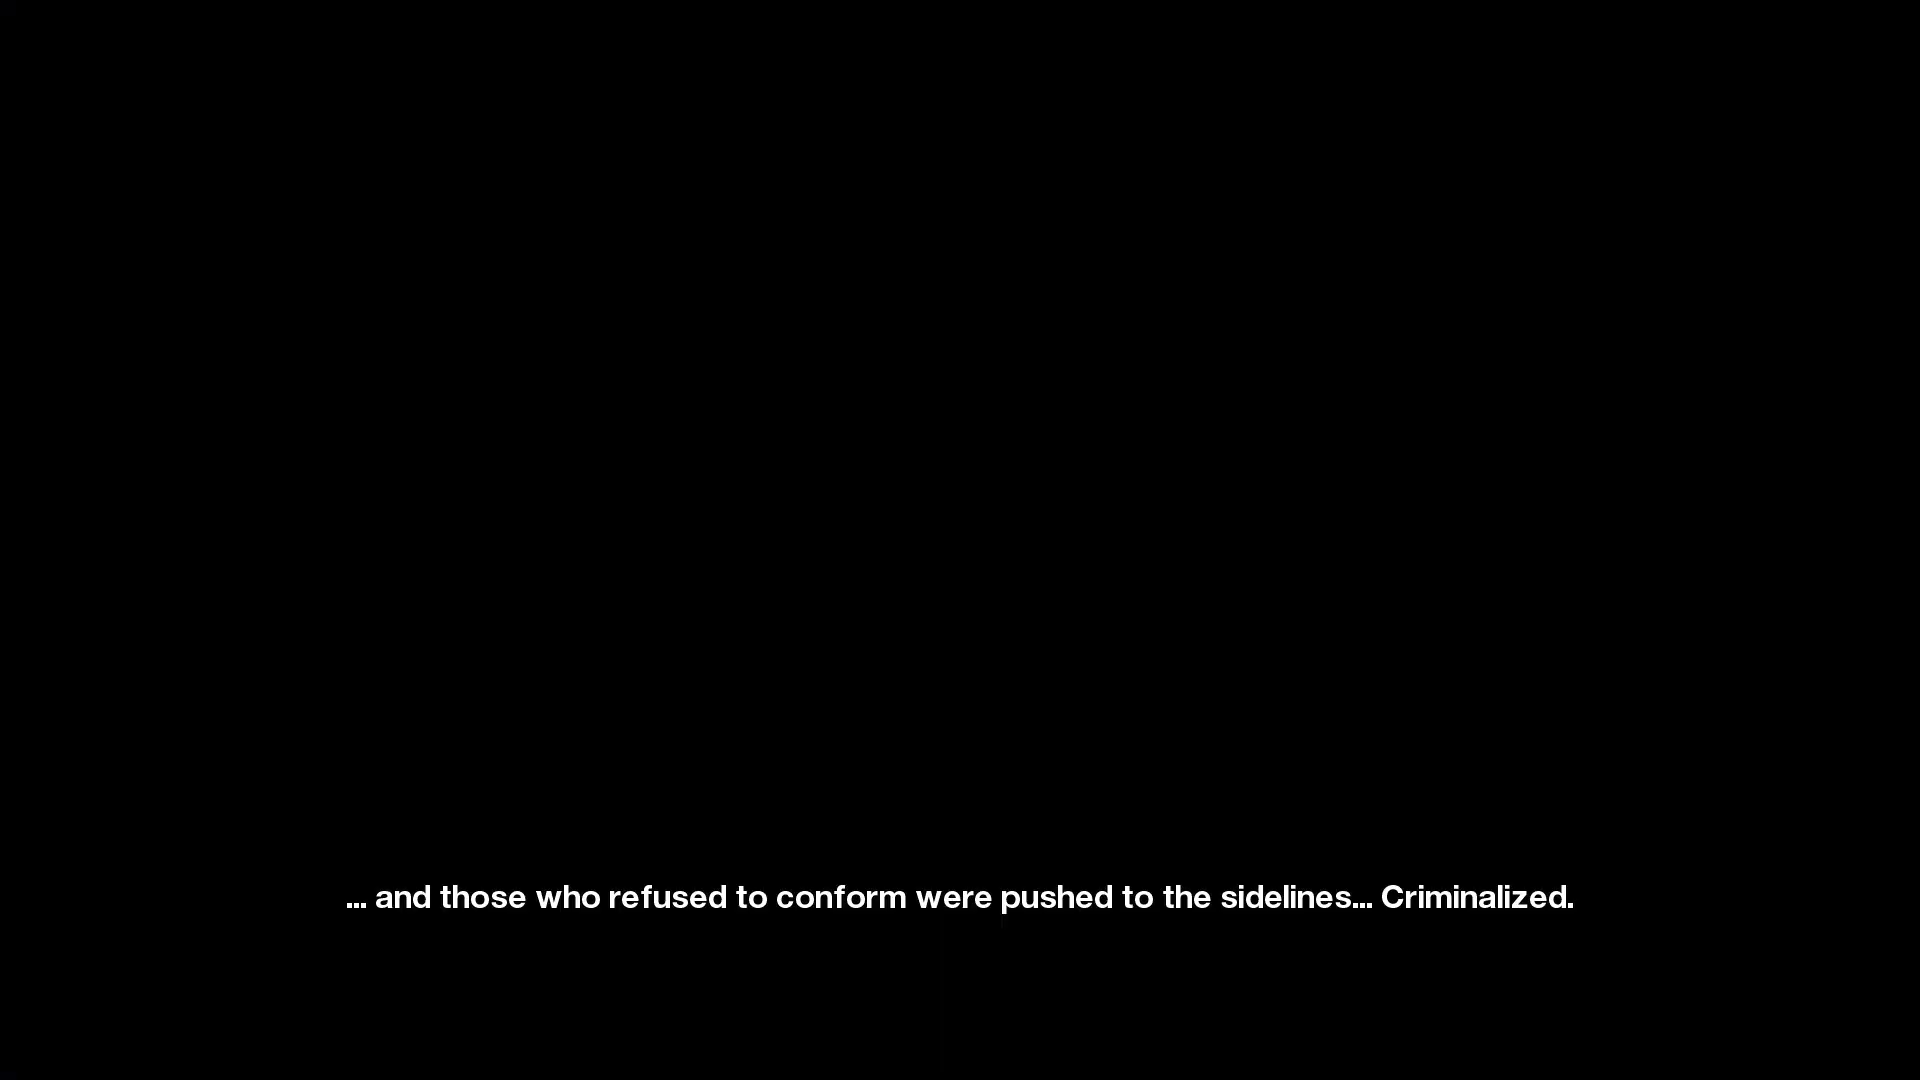 ... and those who refused to conform were pushed to the sidelines... Criminalized.